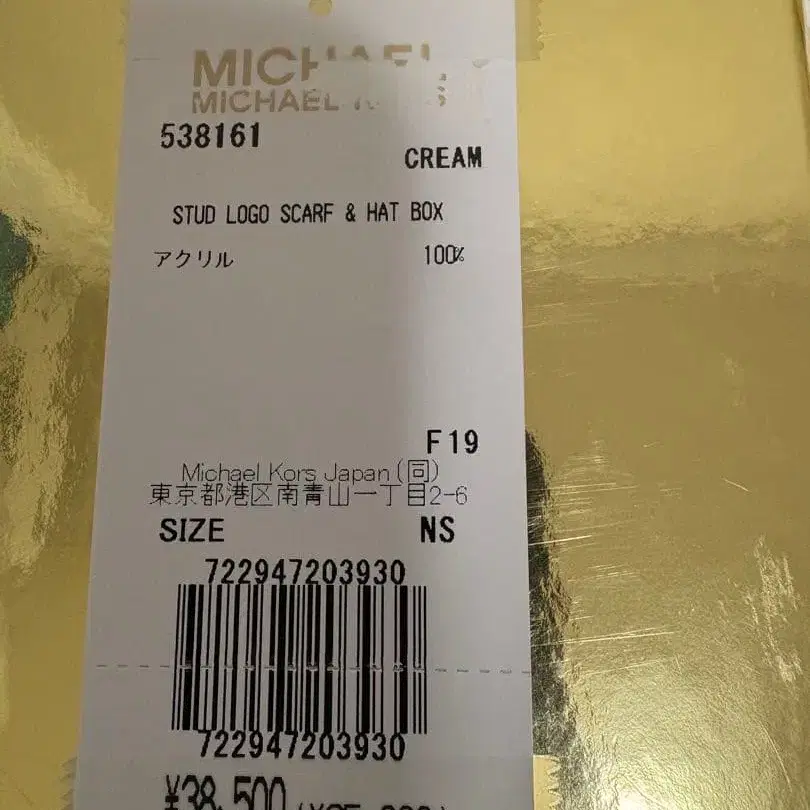 MICHAEL
MICHAEL KORS
538161
CREAM
STUD LOGO SCARF & HAT BOX
アクリル 100%
F19
Michael Kors Japan (同)
東京都港区南青山一丁目2-6
SIZE NS
722947203930
722947203930
¥38,500